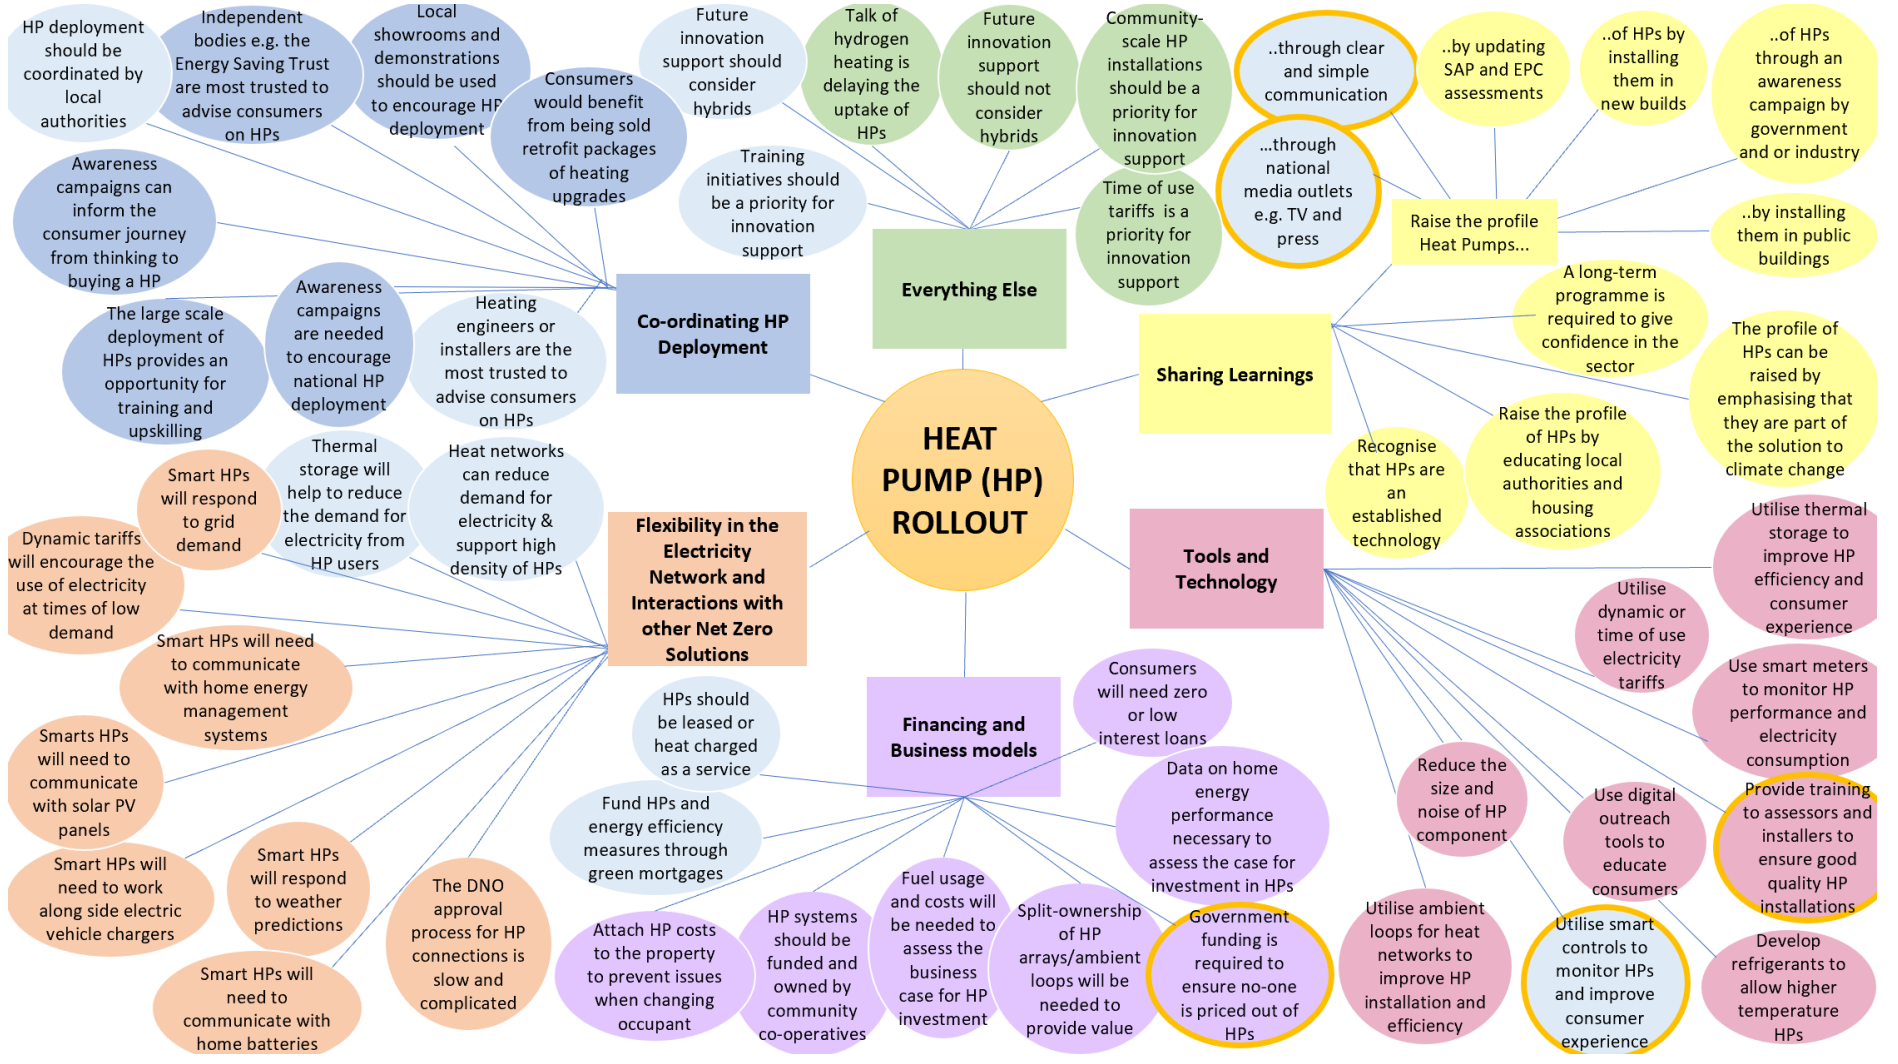 HP deployment
should be
coordinated by
local
authorities
Independent
bodies e.g. the
Energy Saving Trust
are most trusted to
advise consumers
on HPs
Local
showrooms and
demonstrations
should be used
to encourage HP
deployment
Consumers
would benefit
from being sold
retrofit packages
of heating
upgrades
Awareness
campaigns can
inform the
consumer journey
from thinking to
buying a HP
The large scale
deployment of
HPs provides an
opportunity for
training and
upskilling
Awareness
campaigns
are needed
to encourage
national HP
deployment
Heating
engineers or
installers are the
most trusted to
advise consumers
on HPs
Co-ordinating HP
Deployment
Future
innovation
support should
consider
hybrids
Talk of
hydrogen
heating is
delaying the
uptake of
HPs
Future
innovation
support
should not
consider
hybrids
Community-
scale HP
installations
should be a
priority for
innovation
support
Training
initiatives should
be a priority for
innovation
support
Time of use
tariffs is a
priority for
innovation
support
Everything Else
..through clear
and simple
communication
..by updating
SAP and EPC
assessments
..of HPs by
installing
them in
new builds
..of HPs
through an
awareness
campaign by
government
and or industry
...through
national
media outlets
e.g. TV and
press
Raise the profile
Heat Pumps...
..by installing
them in public
buildings
A long-term
programme is
required to give
confidence in the
sector
The profile of
HPs can be
raised by
emphasising that
they are part of
the solution to
climate change
Raise the profile
of HPs by
educating local
authorities and
housing
associations
Recognise
that HPs are
an
established
technology
Sharing Learnings
HEAT
PUMP (HP)
ROLLOUT
Smart HPs
will respond
to grid
demand
Thermal
storage will
help to reduce
the demand for
electricity from
HP users
Heat networks
can reduce
demand for
electricity &
support high
density of HPs
Dynamic tariffs
will encourage the
use of electricity
at times of low
demand
Smart HPs will need
to communicate
with home energy
management
systems
Smarts HPs
will need to
communicate
with solar PV
panels
Smart HPs will
need to work
along side electric
vehicle chargers
Smart HPs
will respond
to weather
predictions
Smart HPs will
need to
communicate with
home batteries
The DNO
approval
process for HP
connections is
slow and
complicated
Flexibility in the
Electricity
Network and
Interactions with
other Net Zero
Solutions
HPs should
be leased or
heat charged
as a service
Fund HPs and
energy efficiency
measures through
green mortgages
Attach HP costs
to the property
to prevent issues
when changing
occupant
HP systems
should be
funded and
owned by
community
co-operatives
Fuel usage
and costs will
be needed to
assess the
business
case for HP
investment
Split-ownership
of HP
arrays/ambient
loops will be
needed to
provide value
Government
funding is
required to
ensure no-one
is priced out of
HPs
Data on home
energy
performance
necessary to
assess the case for
investment in HPs
Consumers
will need zero
or low
interest loans
Financing and
Business models
Tools and
Technology
Utilise thermal
storage to
improve HP
efficiency and
consumer
experience
Utilise
dynamic or
time of use
electricity
tariffs
Use smart meters
to monitor HP
performance and
electricity
consumption
Provide training
to assessors and
installers to
ensure good
quality HP
installations
Reduce the
size and
noise of HP
component
Use digital
outreach
tools to
educate
consumers
Utilise ambient
loops for heat
networks to
improve HP
installation and
efficiency
Utilise smart
controls to
monitor HPs
and improve
consumer
experience
Develop
refrigerants to
allow higher
temperature
HPs